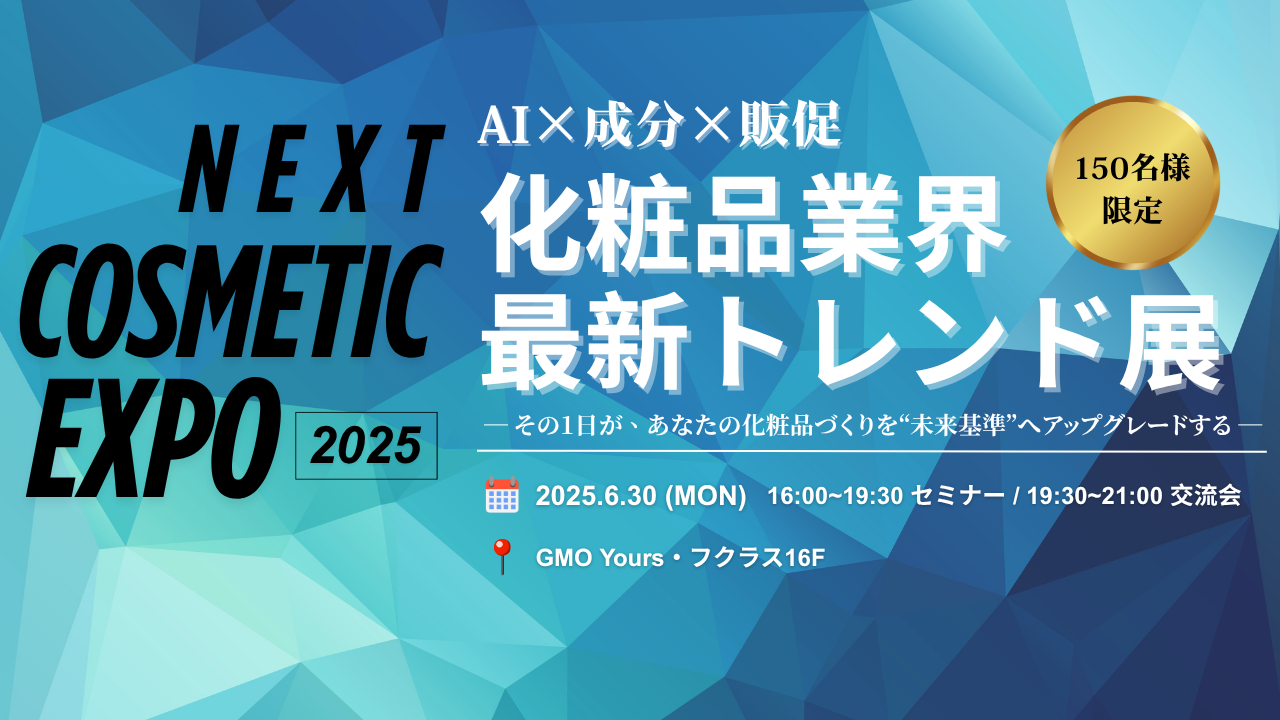 NEXT
COSMETIC
EXPO
2025
AI×成分×販促
化粧品業界
最新トレンド展
150名様
限定
― その1日が、あなたの化粧品づくりを“未来基準”へアップグレードする ―
2025.6.30 (MON) 16:00~19:30 セミナー / 19:30~21:00 交流会
GMO Yours・フクラス16F